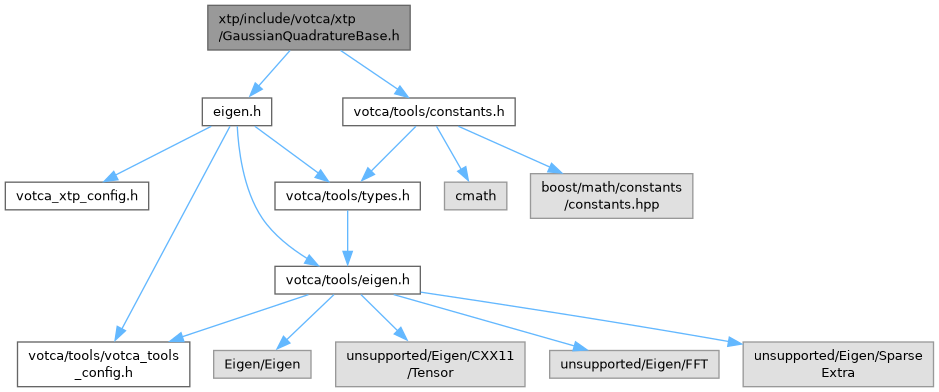 xtp/include/votca/xtp
/GaussianQuadratureBase.h
eigen.h
votca/tools/constants.h
votca_xtp_config.h
votca/tools/types.h
cmath
boost/math/constants
/constants.hpp
votca/tools/eigen.h
votca/tools/votca_tools
_config.h
Eigen/Eigen
unsupported/Eigen/CXX11
/Tensor
unsupported/Eigen/FFT
unsupported/Eigen/Sparse
Extra